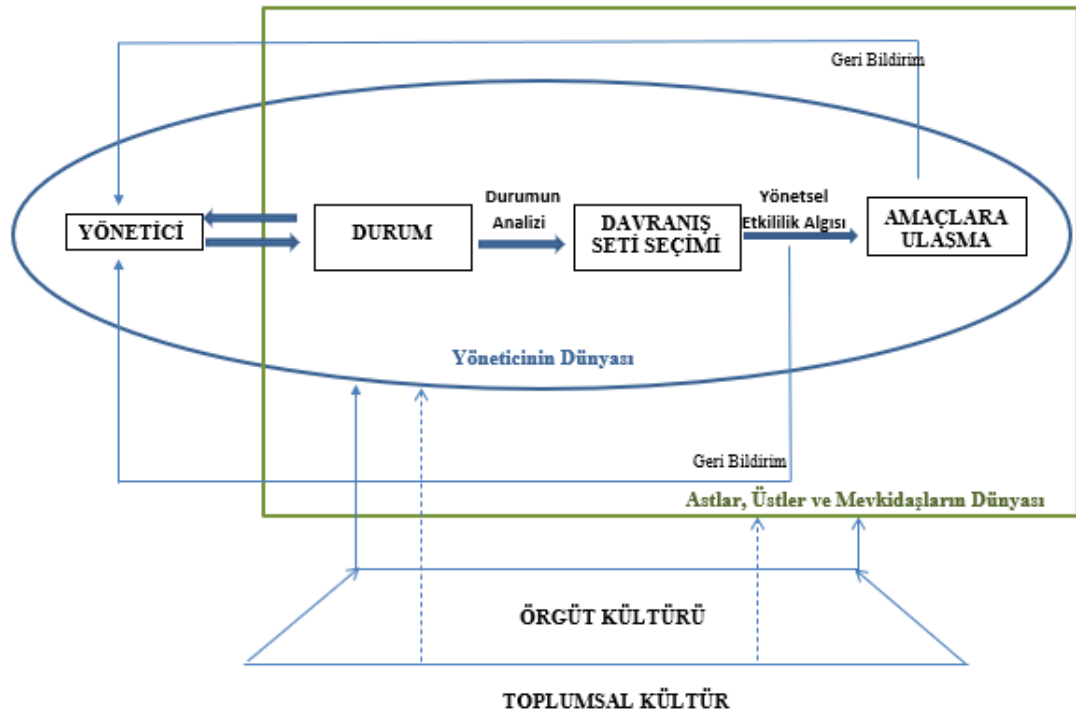 Geri Bildirim
YÖNETİCİ
DURUM
Durumun
Analizi
DAVRANIŞ
SETİ SEÇİMİ
Yönetsel
Etkililik Algısı
AMAÇLARA
ULAŞMA
Yöneticinin Dünyası
Geri Bildirim
Astlar, Üstler ve Mevkidaşların Dünyası
ÖRGÜT KÜLTÜRÜ
TOPLUMSAL KÜLTÜR